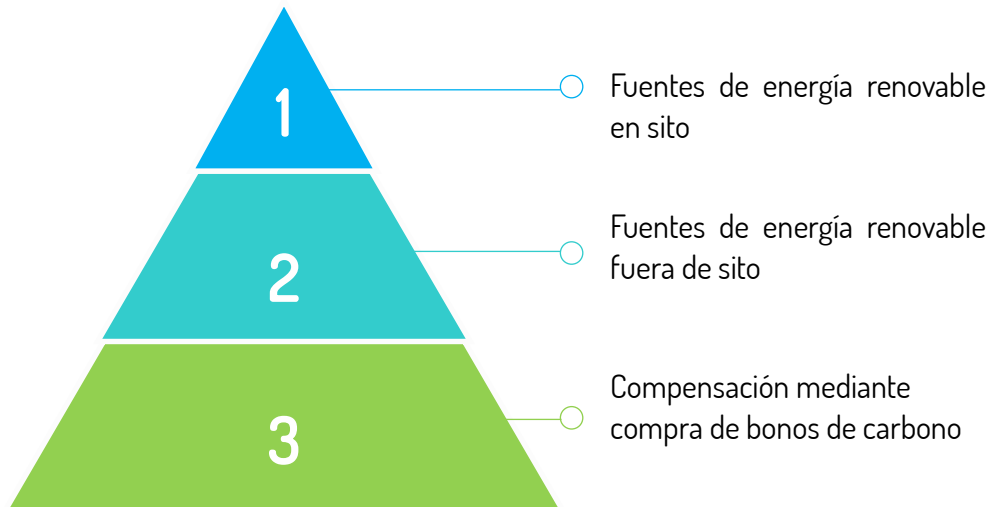 1
Fuentes de energía renovable
en sito
2
Fuentes de energía renovable
fuera de sito
3
Compensación mediante
compra de bonos de carbono